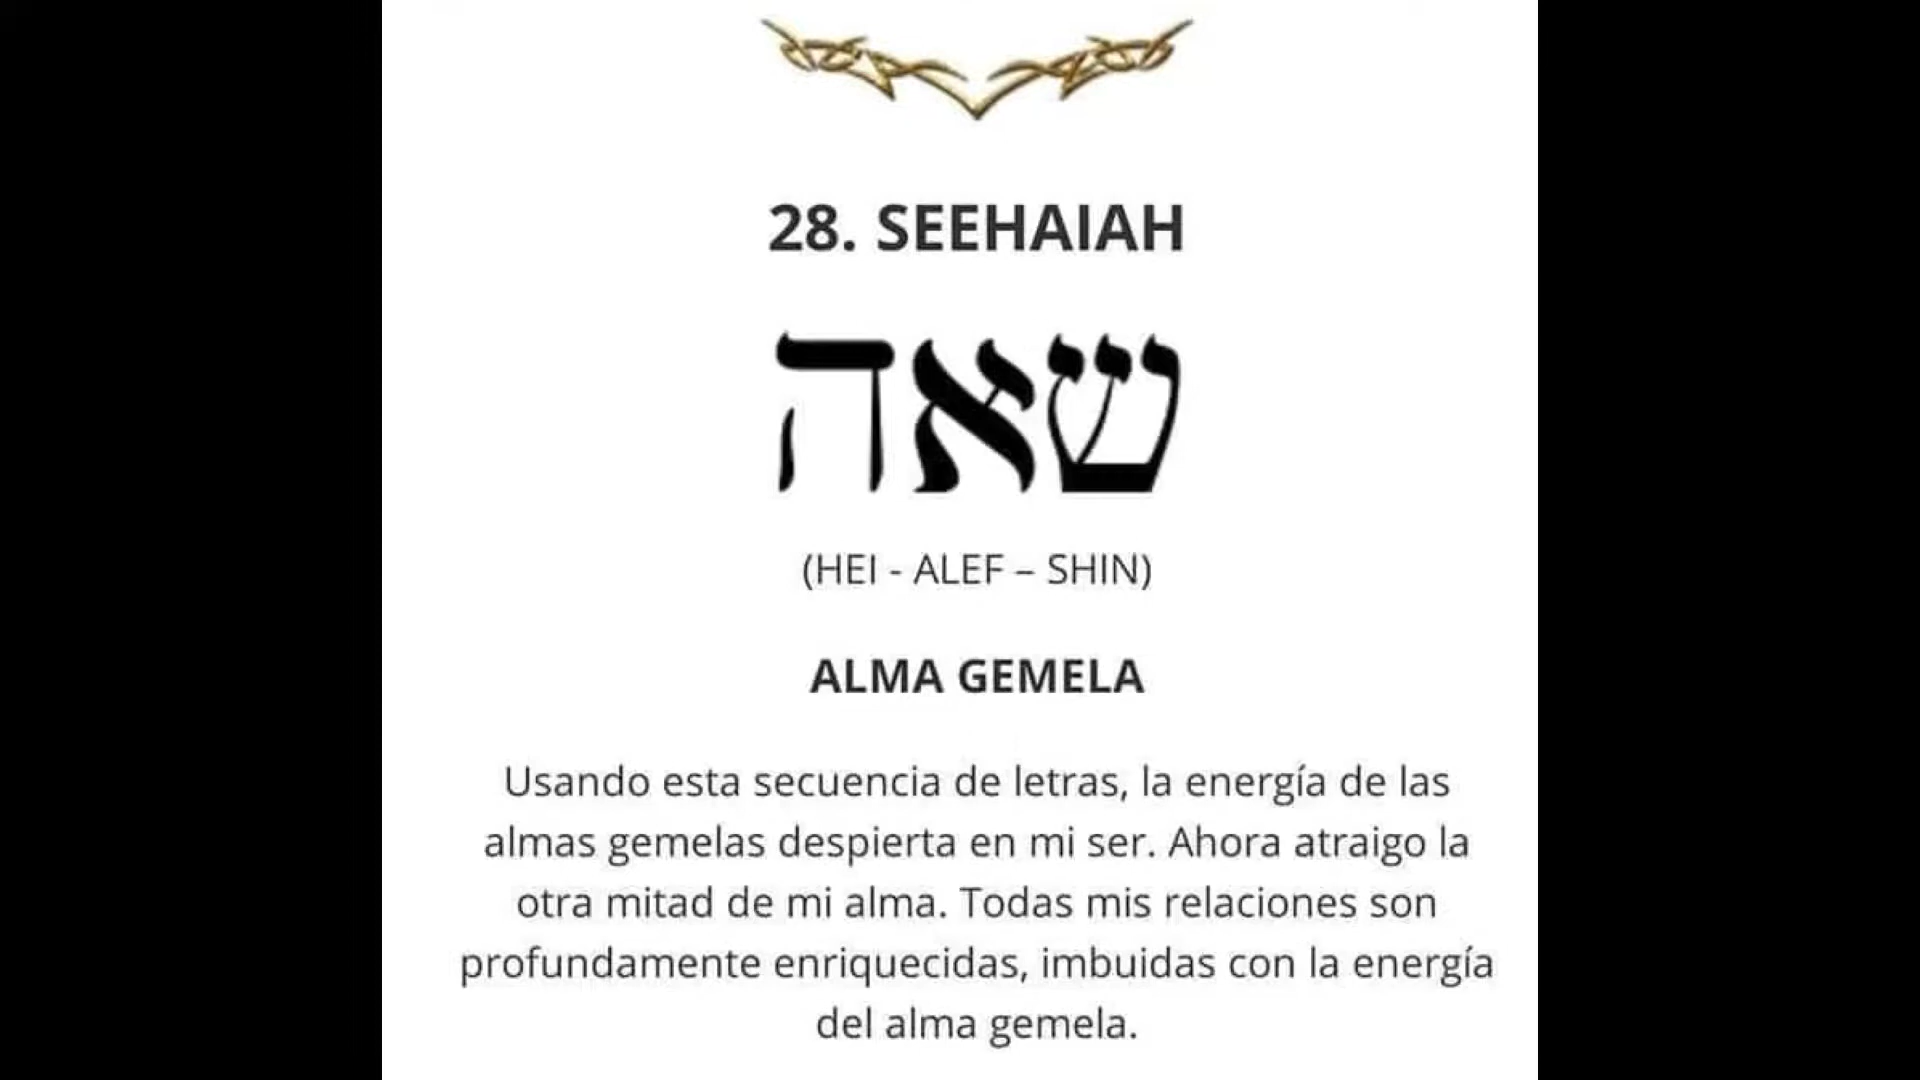 28. SEEHAIAH
שאה
(HEI - ALEF – SHIN)
ALMA GEMELA
Usando esta secuencia de letras, la energía de las
almas gemelas despierta en mi ser. Ahora atraigo la
otra mitad de mi alma. Todas mis relaciones son
profundamente enriquecidas, imbuidas con la energía
del alma gemela.